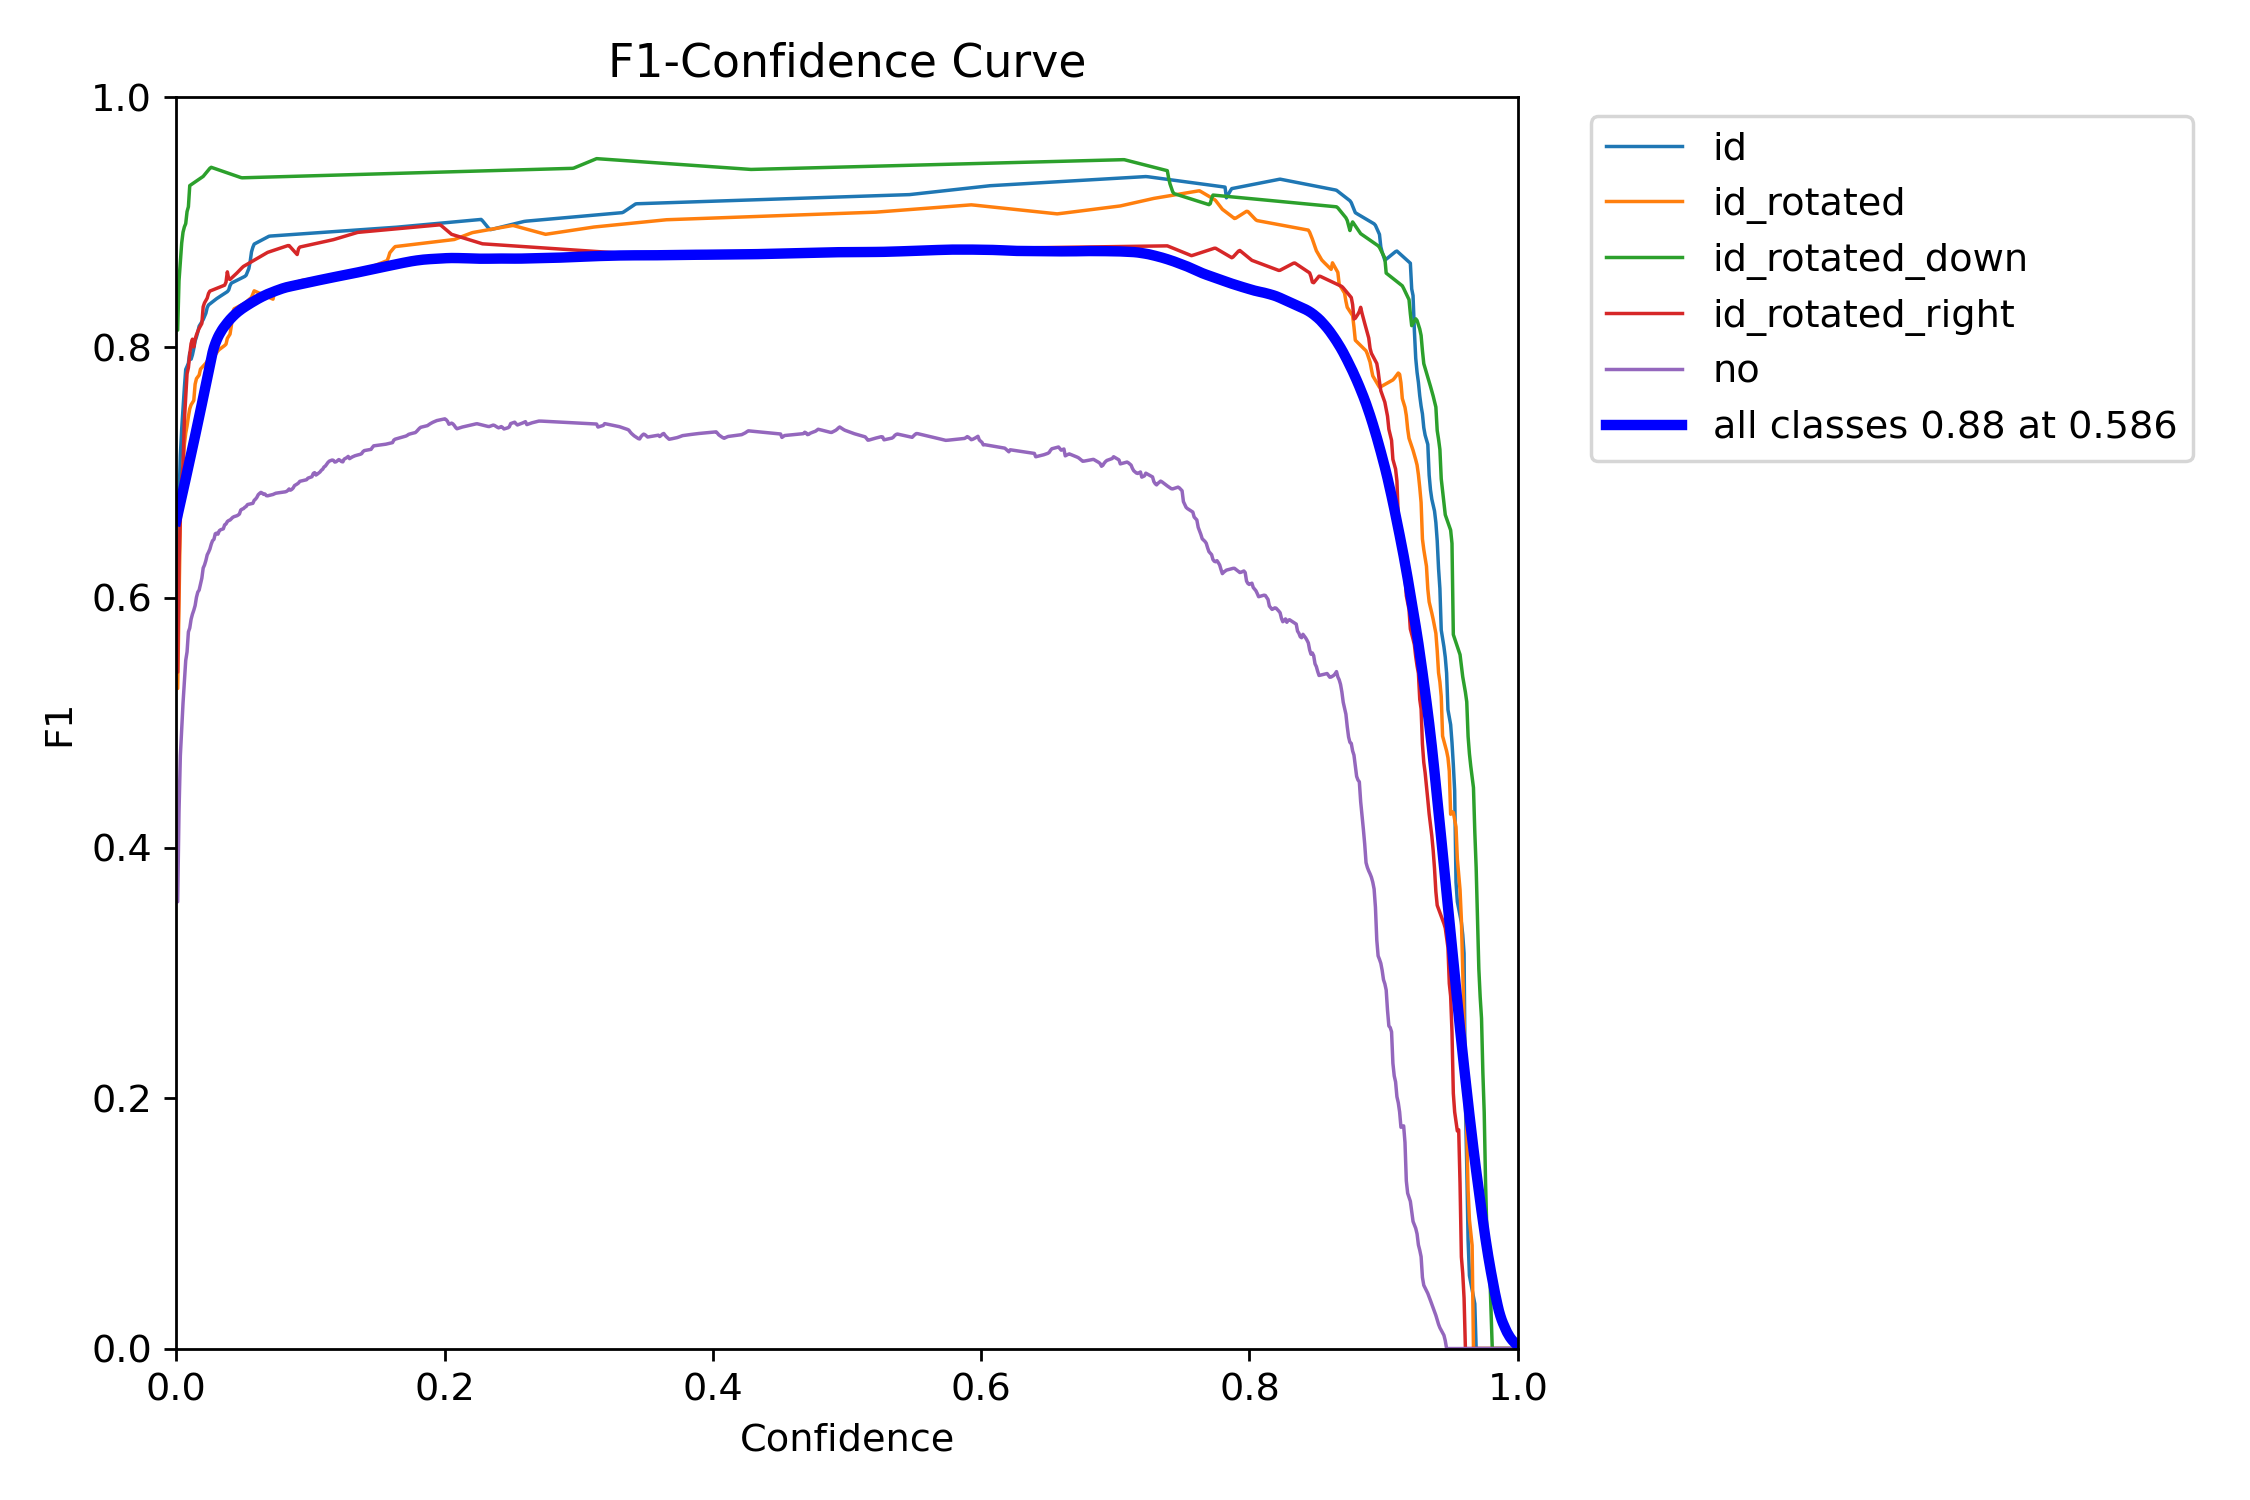 F1-Confidence Curve
1.0
0.8
0.6
0.4
0.2
0.0
F1
0.0 0.2 0.4 0.6 0.8 1.0
Confidence
id
id_rotated
id_rotated_down
id_rotated_right
no
all classes 0.88 at 0.586